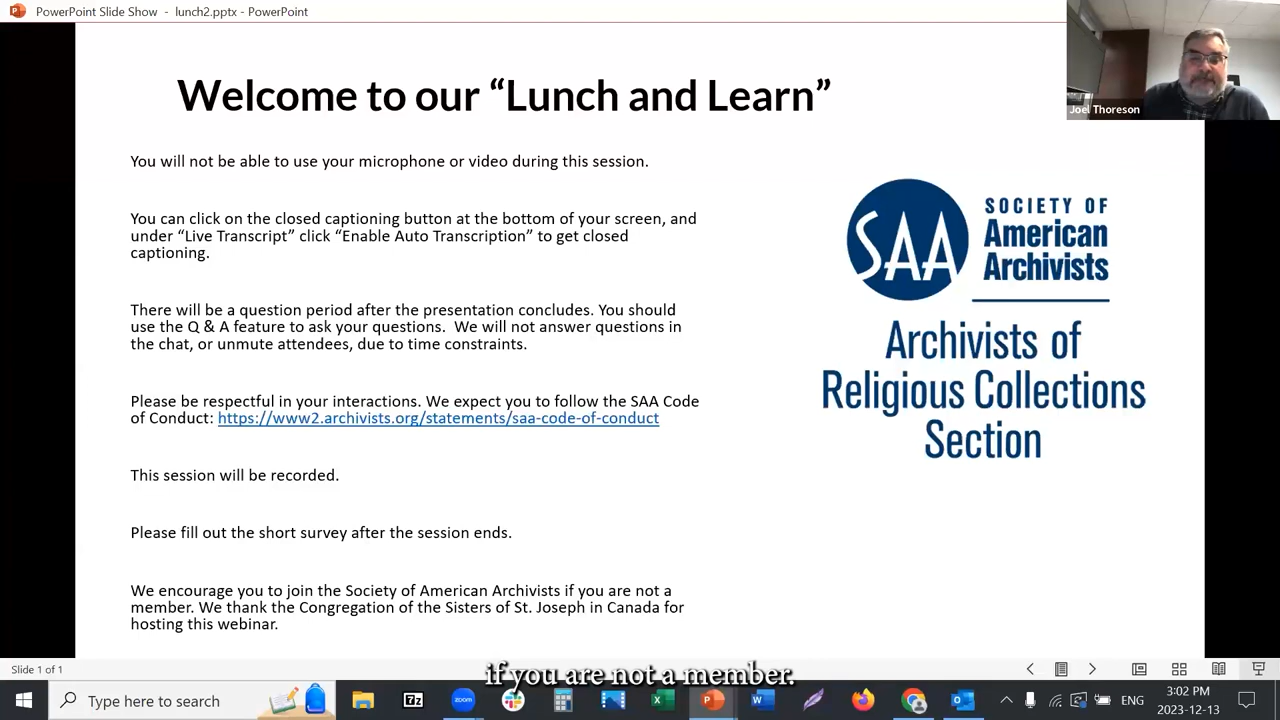 PowerPoint Slide Show - lunch2.pptx - PowerPoint
Joel Thoreson
Welcome to our “Lunch and Learn”
You will not be able to use your microphone or video during this session.
You can click on the closed captioning button at the bottom of your screen, and
under “Live Transcript” click “Enable Auto Transcription” to get closed
captioning.
There will be a question period after the presentation concludes. You should
use the Q & A feature to ask your questions.  We will not answer questions in
the chat, or unmute attendees, due to time constraints.
Please be respectful in your interactions. We expect you to follow the SAA Code
of Conduct: https://www2.archivists.org/statements/saa-code-of-conduct
This session will be recorded.
Please fill out the short survey after the session ends.
We encourage you to join the Society of American Archivists if you are not a
member. We thank the Congregation of the Sisters of St. Joseph in Canada for
hosting this webinar.
SAA
SOCIETY OF
American
Archivists
Archivists of
Religious Collections
Section
Slide 1 of 1
if you are not a member.
Type here to search
7z
zoom
ENG
3:02 PM
2023-12-13